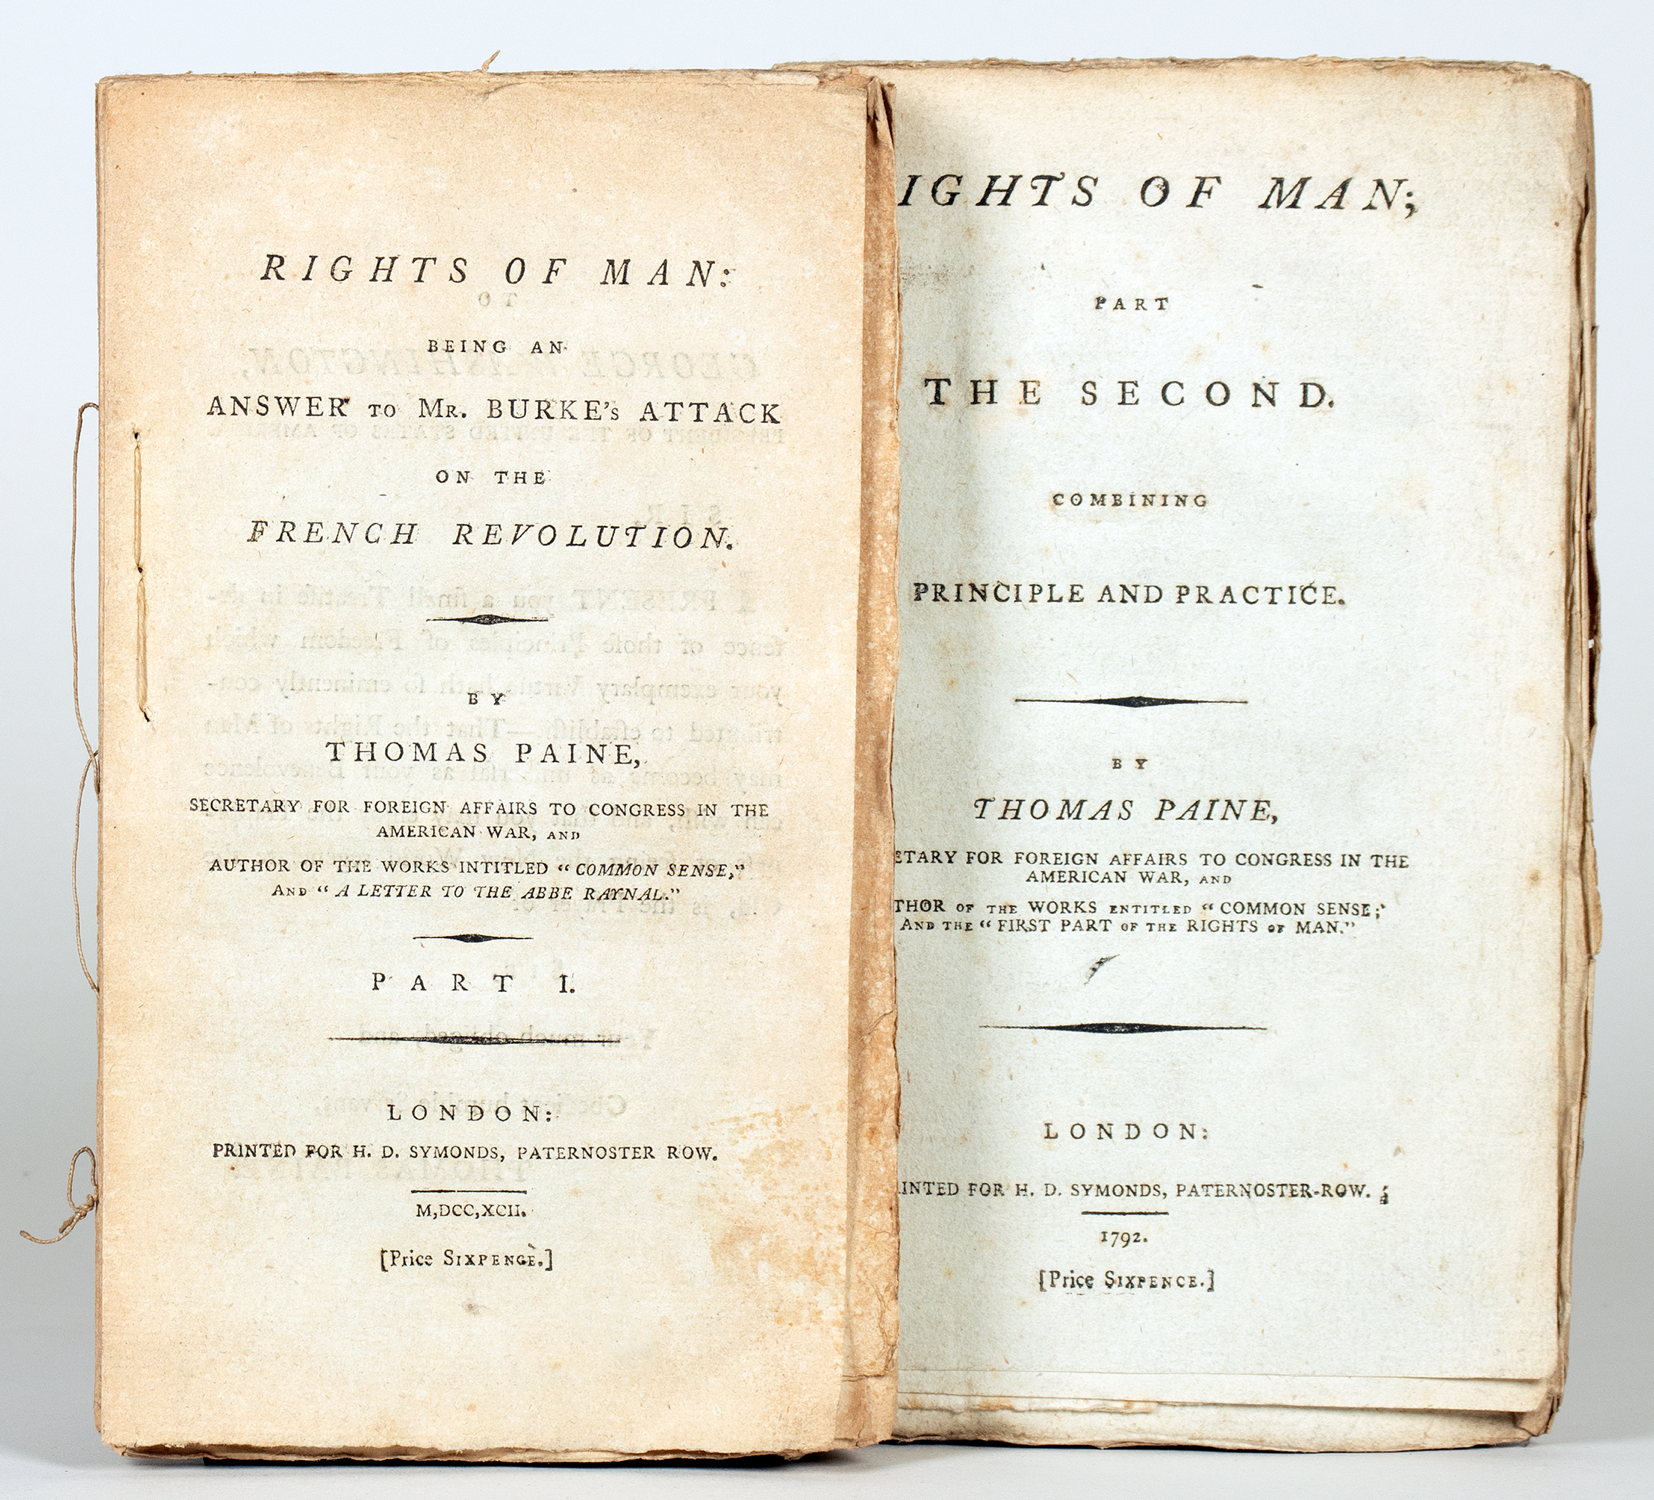 RIGHTS OF MAN:
BEING AN
ANSWER TO MR. BURKE's ATTACK
ON THE
FRENCH REVOLUTION.
BY
THOMAS PAINE,
SECRETARY FOR FOREIGN AFFAIRS TO CONGRESS IN THE
AMERICAN WAR, AND
AUTHOR OF THE WORKS INTITLED “COMMON SENSE,”
AND “A LETTER TO THE ABBE RAYNAL.”
PART I.
LONDON:
PRINTED FOR H. D. SYMONDS, PATERNOSTER ROW.
M,DCC,XCII.
[Price SIXPENCE.]
IGHTS OF MAN;
PART
THE SECOND.
COMBINING
PRINCIPLE AND PRACTICE.
BY
THOMAS PAINE,
ETARY FOR FOREIGN AFFAIRS TO CONGRESS IN THE
AMERICAN WAR, AND
THOR OF THE WORKS ENTITLED “COMMON SENSE;”
AND THE “FIRST PART OF THE RIGHTS OF MAN.”
LONDON:
INTED FOR H. D. SYMONDS, PATERNOSTER-ROW.
1792.
[Price SIXPENCE.]